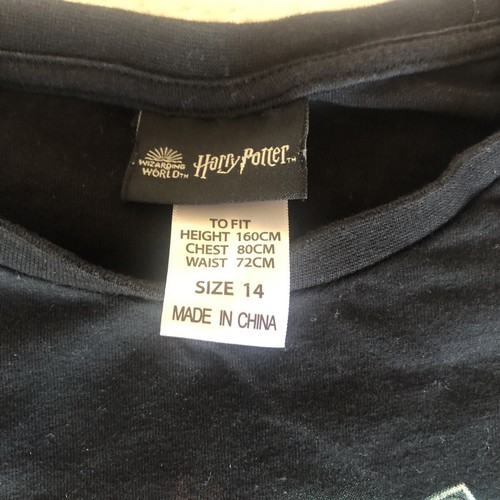 WIZARDING
WORLD™
Harry Potter™
TO FIT
HEIGHT 160CM
CHEST 80CM
WAIST 72CM
SIZE 14
MADE IN CHINA